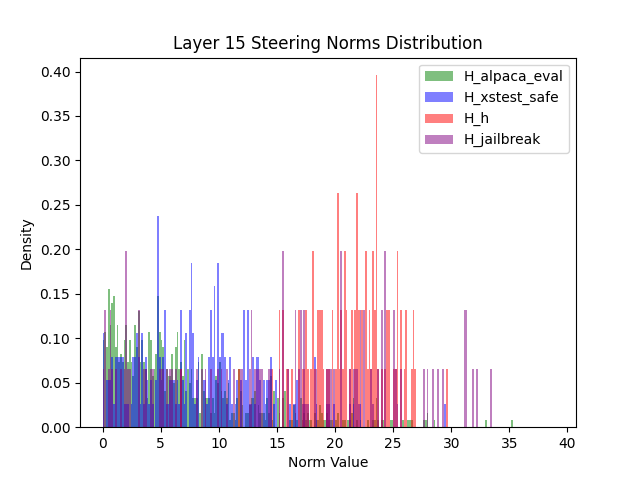 Layer 15 Steering Norms Distribution
H_alpaca_eval
H_xstest_safe
H_h
H_jailbreak
Density
0.40
0.35
0.30
0.25
0.20
0.15
0.10
0.05
0.00
0 5 10 15 20 25 30 35 40
Norm Value